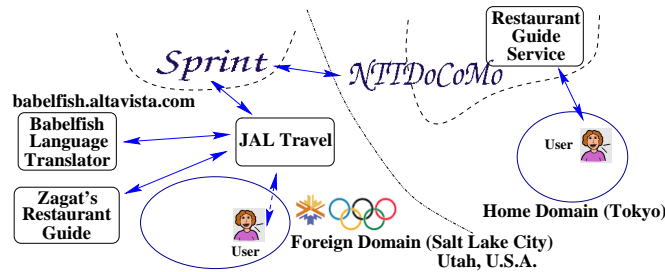 Restaurant
Guide
Service
Sprint
NTTDoCoMo
babelfish.altavista.com
Babelfish
Language
Translator
JAL Travel
User
Zagat's
Restaurant
Guide
Home Domain (Tokyo)
User
Foreign Domain (Salt Lake City)
Utah, U.S.A.